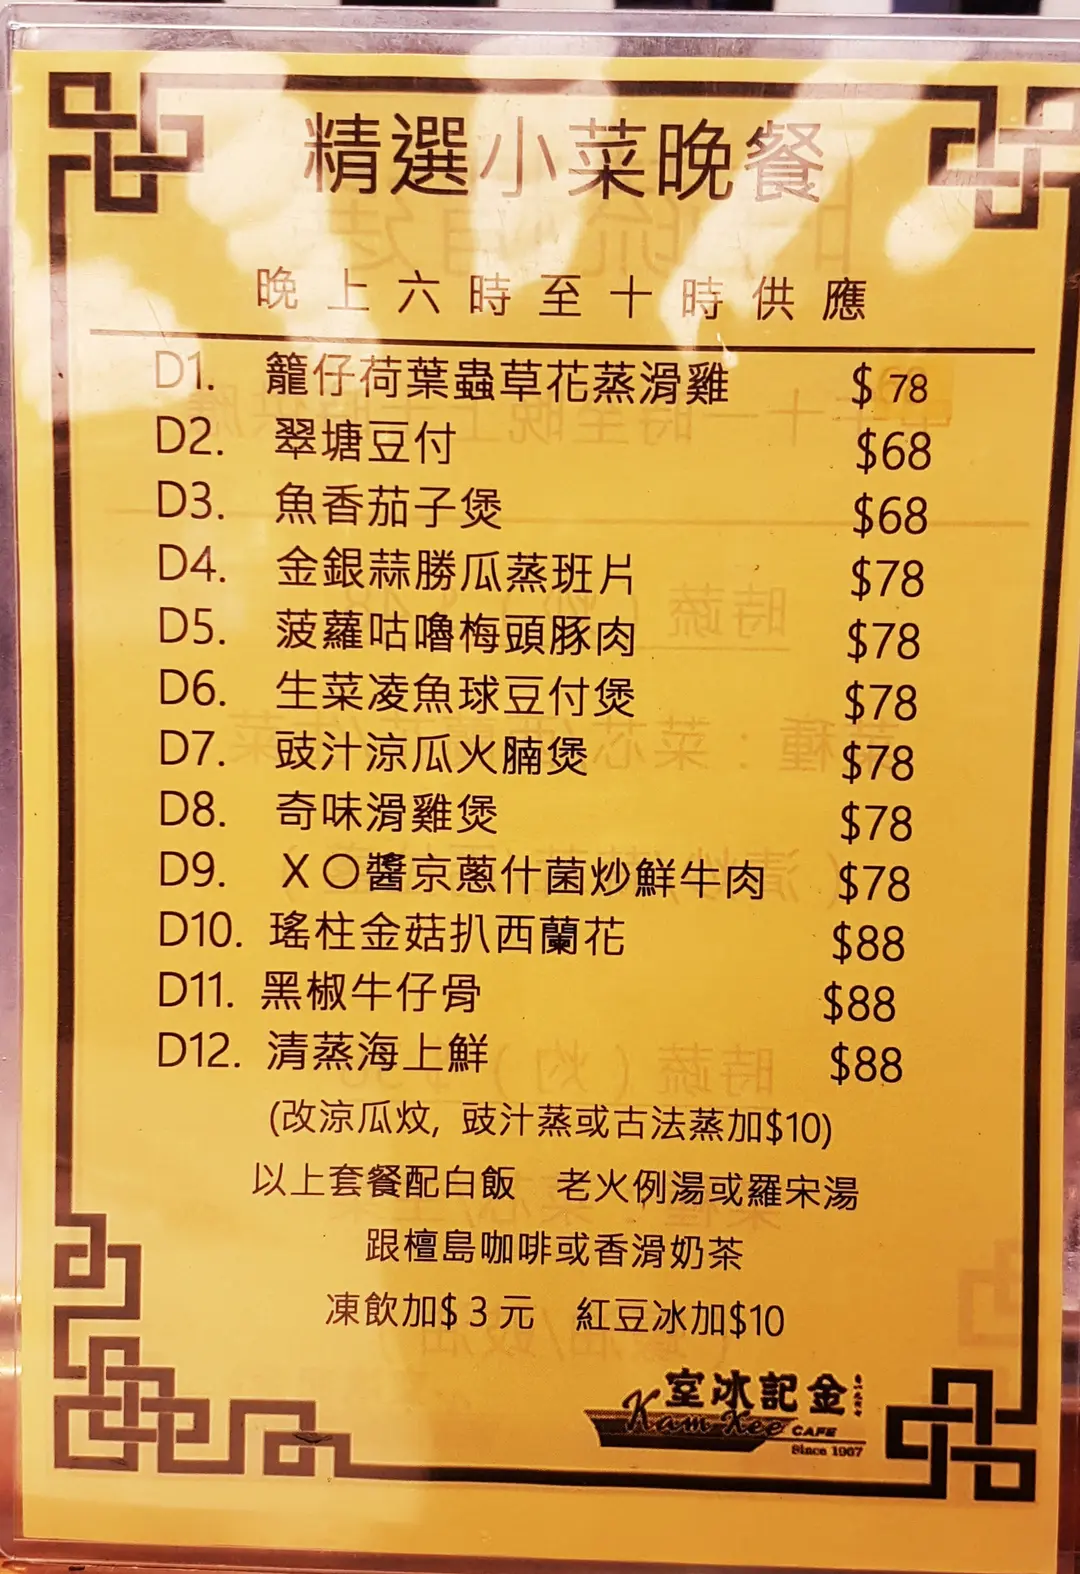 精選小菜晚餐
晚上六時至十時供應
D1. 籠仔荷葉蟲草花蒸滑雞 $78
D2. 翠塘豆付 $68
D3. 魚香茄子煲 $68
D4. 金銀蒜勝瓜蒸班片 $78
D5. 菠蘿咕嚕梅頭豚肉 $78
D6. 生菜凌魚球豆付煲 $78
D7. 豉汁涼瓜火腩煲 $78
D8. 奇味滑雞煲 $78
D9. XO醬京蔥什菌炒鮮牛肉 $78
D10. 瑤柱金菇扒西蘭花 $88
D11. 黑椒牛仔骨 $88
D12. 清蒸海上鮮 $88
(改涼瓜炆, 豉汁蒸或古法蒸加$10)
以上套餐配白飯 老火例湯或羅宋湯
跟檀島咖啡或香滑奶茶
凍飲加$3元 紅豆冰加$10
室冰記金
Kam Kee CAFE
Since 1967